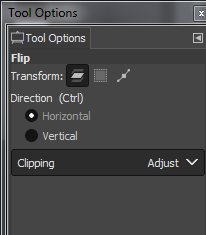 Tool Options
Tool Options
Flip
Transform:
Direction (Ctrl)
Horizontal
Vertical
Clipping Adjust